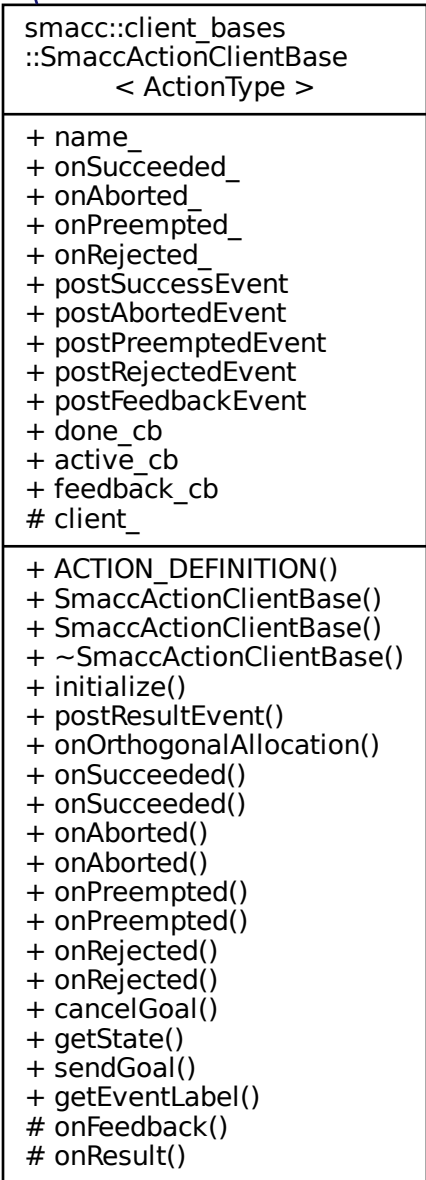 smacc::client_bases
::SmaccActionClientBase
< ActionType >
+ name_
+ onSucceeded_
+ onAborted_
+ onPreempted_
+ onRejected_
+ postSuccessEvent
+ postAbortedEvent
+ postPreemptedEvent
+ postRejectedEvent
+ postFeedbackEvent
+ done_cb
+ active_cb
+ feedback_cb
# client_
+ ACTION_DEFINITION()
+ SmaccActionClientBase()
+ SmaccActionClientBase()
+ ~SmaccActionClientBase()
+ initialize()
+ postResultEvent()
+ onOrthogonalAllocation()
+ onSucceeded()
+ onSucceeded()
+ onAborted()
+ onAborted()
+ onPreempted()
+ onPreempted()
+ onRejected()
+ onRejected()
+ cancelGoal()
+ getState()
+ sendGoal()
+ getEventLabel()
# onFeedback()
# onResult()